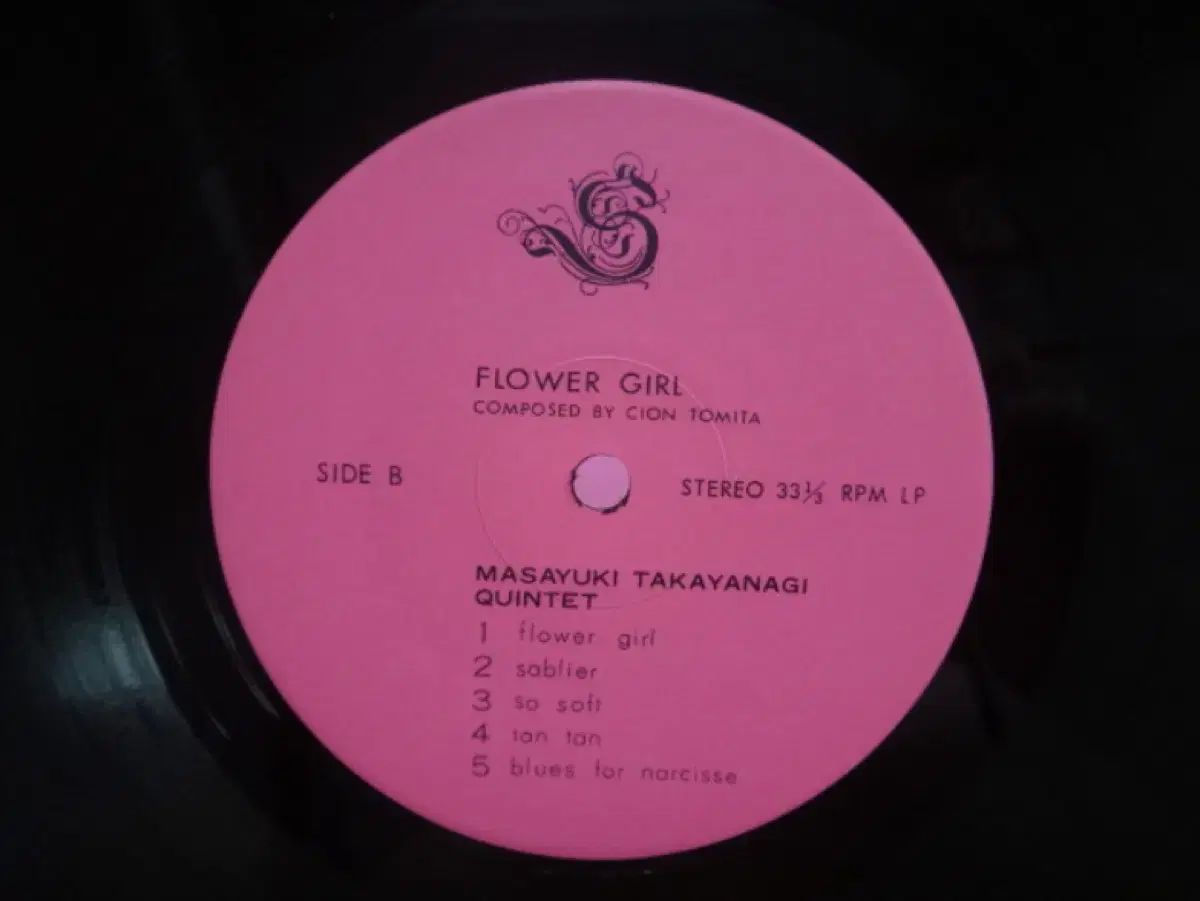 S
FLOWER GIRL
COMPOSED BY CION TOMITA
SIDE B
STEREO 33⅓ RPM LP
MASAYUKI TAKAYANAGI
QUINTET
1 flower girl
2 sablier
3 so soft
4 tan tan
5 blues for narcisse